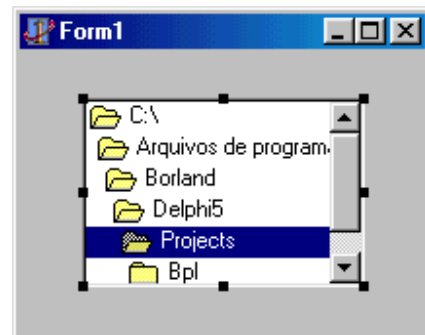 Form1
C:\
Arquivos de program
Borland
Delphi5
Projects
Bpl